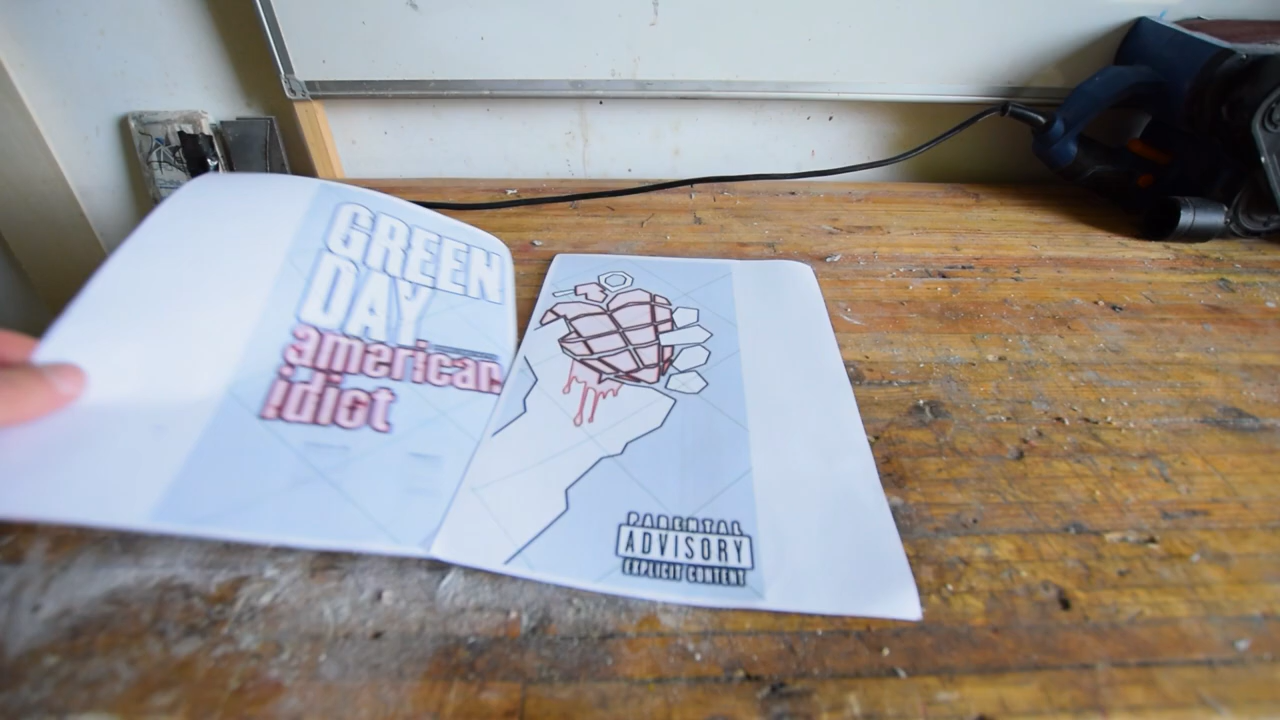 GREEN
DAY
american
idiot
PARENTAL
ADVISORY
EXPLICIT CONTENT